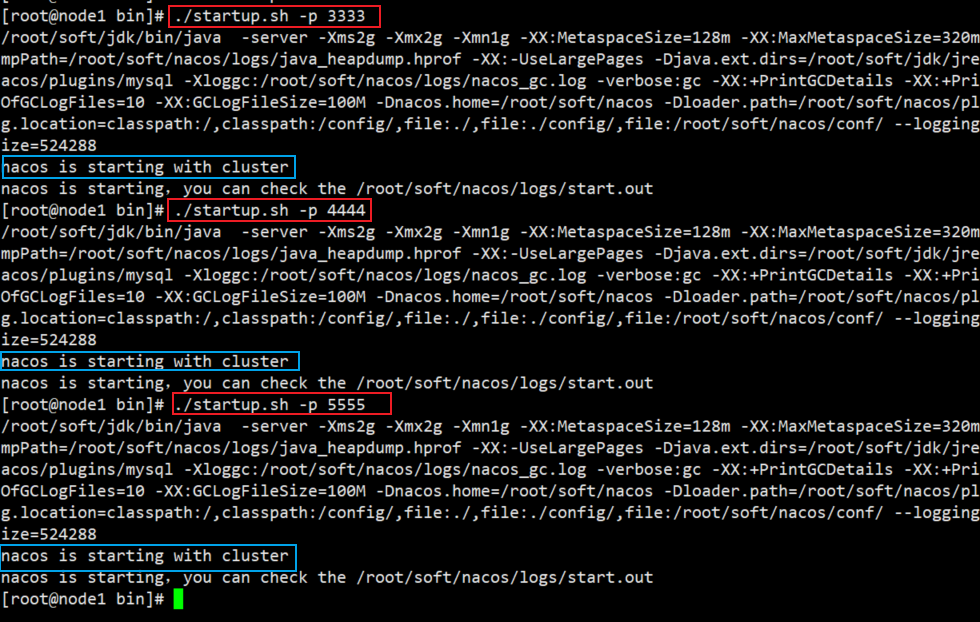 [root@node1 bin]# ./startup.sh -p 3333
/root/soft/jdk/bin/java  -server -Xms2g -Xmx2g -Xmn1g -XX:MetaspaceSize=128m -XX:MaxMetaspaceSize=320m
mpPath=/root/soft/nacos/logs/java_heapdump.hprof -XX:-UseLargePages -Djava.ext.dirs=/root/soft/jdk/jre
acos/plugins/mysql -Xloggc:/root/soft/nacos/logs/nacos_gc.log -verbose:gc -XX:+PrintGCDetails -XX:+Pri
OfGCLogFiles=10 -XX:GCLogFileSize=100M -Dnacos.home=/root/soft/nacos -Dloader.path=/root/soft/nacos/pl
g.location=classpath:/,classpath:/config/,file:./,file:./config/,file:/root/soft/nacos/conf/ --logging
ize=524288
nacos is starting with cluster
nacos is starting，you can check the /root/soft/nacos/logs/start.out
[root@node1 bin]# ./startup.sh -p 4444
/root/soft/jdk/bin/java  -server -Xms2g -Xmx2g -Xmn1g -XX:MetaspaceSize=128m -XX:MaxMetaspaceSize=320m
mpPath=/root/soft/nacos/logs/java_heapdump.hprof -XX:-UseLargePages -Djava.ext.dirs=/root/soft/jdk/jre
acos/plugins/mysql -Xloggc:/root/soft/nacos/logs/nacos_gc.log -verbose:gc -XX:+PrintGCDetails -XX:+Pri
OfGCLogFiles=10 -XX:GCLogFileSize=100M -Dnacos.home=/root/soft/nacos -Dloader.path=/root/soft/nacos/pl
g.location=classpath:/,classpath:/config/,file:./,file:./config/,file:/root/soft/nacos/conf/ --logging
ize=524288
nacos is starting with cluster
nacos is starting，you can check the /root/soft/nacos/logs/start.out
[root@node1 bin]# ./startup.sh -p 5555
/root/soft/jdk/bin/java  -server -Xms2g -Xmx2g -Xmn1g -XX:MetaspaceSize=128m -XX:MaxMetaspaceSize=320m
mpPath=/root/soft/nacos/logs/java_heapdump.hprof -XX:-UseLargePages -Djava.ext.dirs=/root/soft/jdk/jre
acos/plugins/mysql -Xloggc:/root/soft/nacos/logs/nacos_gc.log -verbose:gc -XX:+PrintGCDetails -XX:+Pri
OfGCLogFiles=10 -XX:GCLogFileSize=100M -Dnacos.home=/root/soft/nacos -Dloader.path=/root/soft/nacos/pl
g.location=classpath:/,classpath:/config/,file:./,file:./config/,file:/root/soft/nacos/conf/ --logging
ize=524288
nacos is starting with cluster
nacos is starting，you can check the /root/soft/nacos/logs/start.out
[root@node1 bin]#